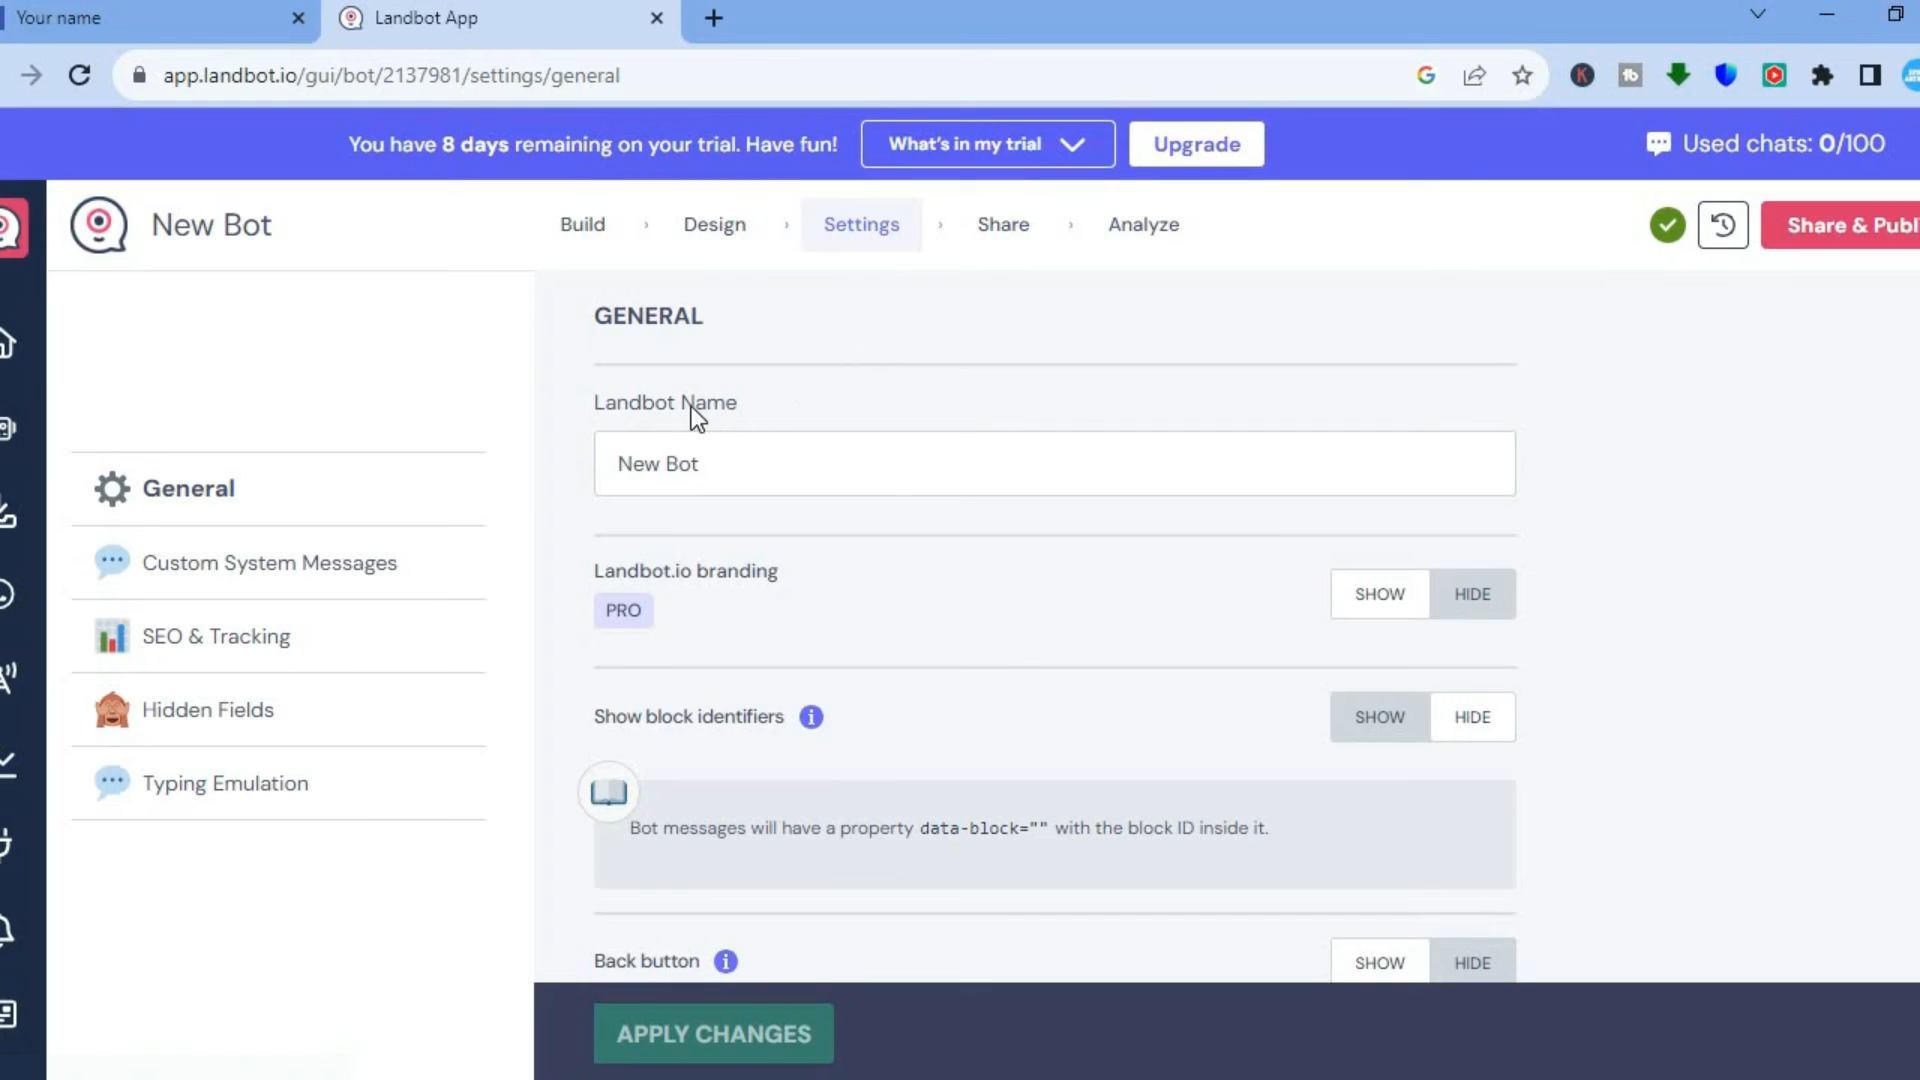 Your name
Landbot App
app.landbot.io/gui/bot/2137981/settings/general
You have 8 days remaining on your trial. Have fun!
What's in my trial
Upgrade
Used chats: 0/100
New Bot
Build
Design
Settings
Share
Analyze
Share & Publ
GENERAL
Landbot Name
New Bot
General
Custom System Messages
SEO & Tracking
Hidden Fields
Typing Emulation
Landbot.io branding
PRO
SHOW HIDE
Show block identifiers
SHOW HIDE
Bot messages will have a property data-block="" with the block ID inside it.
Back button
SHOW HIDE
APPLY CHANGES